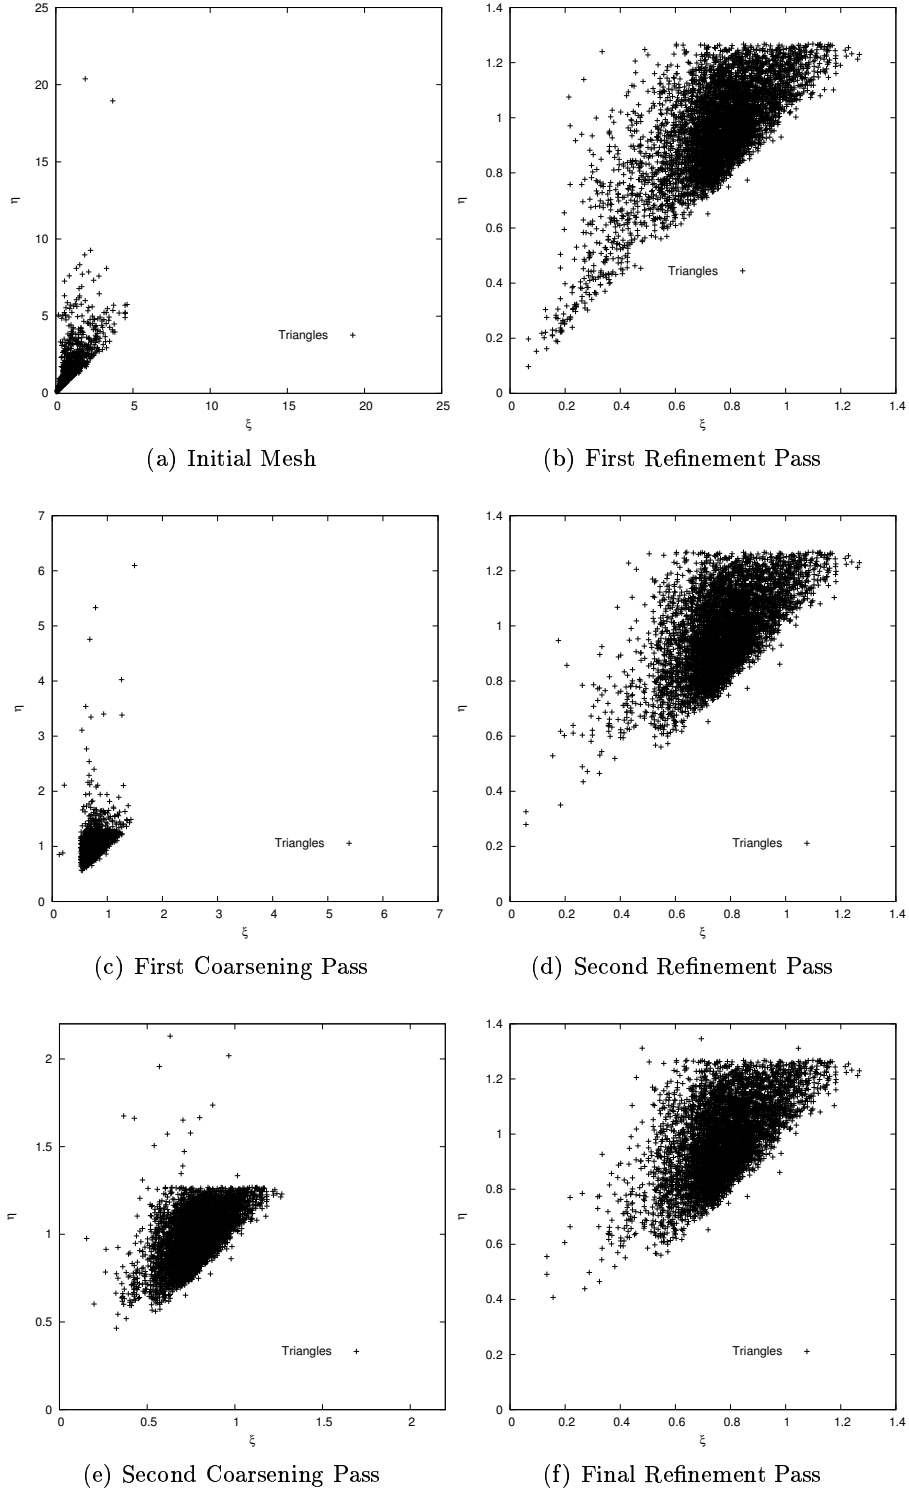 25
20
15
η
10
5
Triangles
0
0 5 10 15 20 25
ξ
(a) Initial Mesh
1.4
1.2
1
0.8
η
0.6
Triangles
0.4
0.2
0
0 0.2 0.4 0.6 0.8 1 1.2 1.4
ξ
(b) First Refinement Pass
7
6
5
4
η
3
2
1
Triangles
0
0 1 2 3 4 5 6 7
ξ
(c) First Coarsening Pass
1.4
1.2
1
0.8
η
0.6
0.4
0.2
Triangles
0
0 0.2 0.4 0.6 0.8 1 1.2 1.4
ξ
(d) Second Refinement Pass
2
1.5
η
1
0.5
Triangles
0
0 0.5 1 1.5 2
ξ
(e) Second Coarsening Pass
1.4
1.2
1
0.8
η
0.6
0.4
0.2
Triangles
0
0 0.2 0.4 0.6 0.8 1 1.2 1.4
ξ
(f) Final Refinement Pass